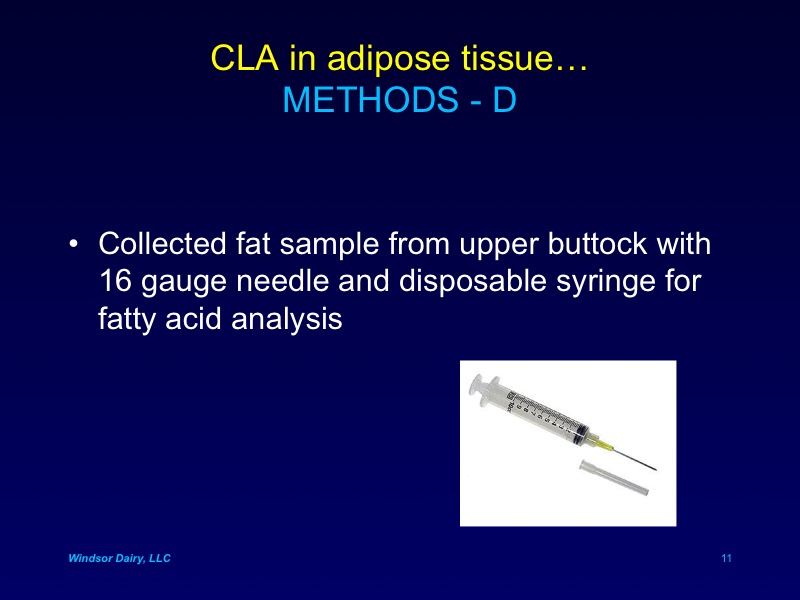 CLA in adipose tissue…
METHODS - D
• Collected fat sample from upper buttock with
16 gauge needle and disposable syringe for
fatty acid analysis
Windsor Dairy, LLC
11